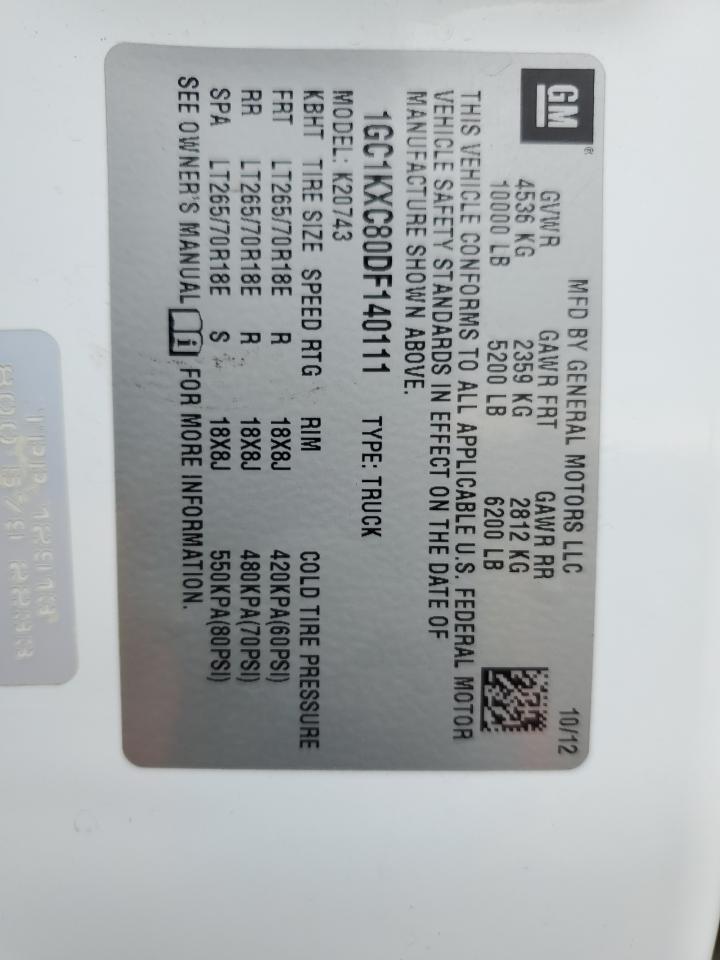 GM
MFD BY GENERAL MOTORS LLC 10/12
GVWR GAWR FRT GAWR RR
4536 KG 2359 KG 2812 KG
10000 LB 5200 LB 6200 LB
THIS VEHICLE CONFORMS TO ALL APPLICABLE U.S. FEDERAL MOTOR
VEHICLE SAFETY STANDARDS IN EFFECT ON THE DATE OF
MANUFACTURE SHOWN ABOVE.
1GC1KXC80DF140111 TYPE: TRUCK
MODEL: K20743
KBHT TIRE SIZE SPEED RTG RIM COLD TIRE PRESSURE
FRT LT265/70R18E R 18X8J 420KPA(60PSI)
RR LT265/70R18E R 18X8J 480KPA(70PSI)
SPA LT265/70R18E S 18X8J 550KPA(80PSI)
SEE OWNER'S MANUAL i FOR MORE INFORMATION.